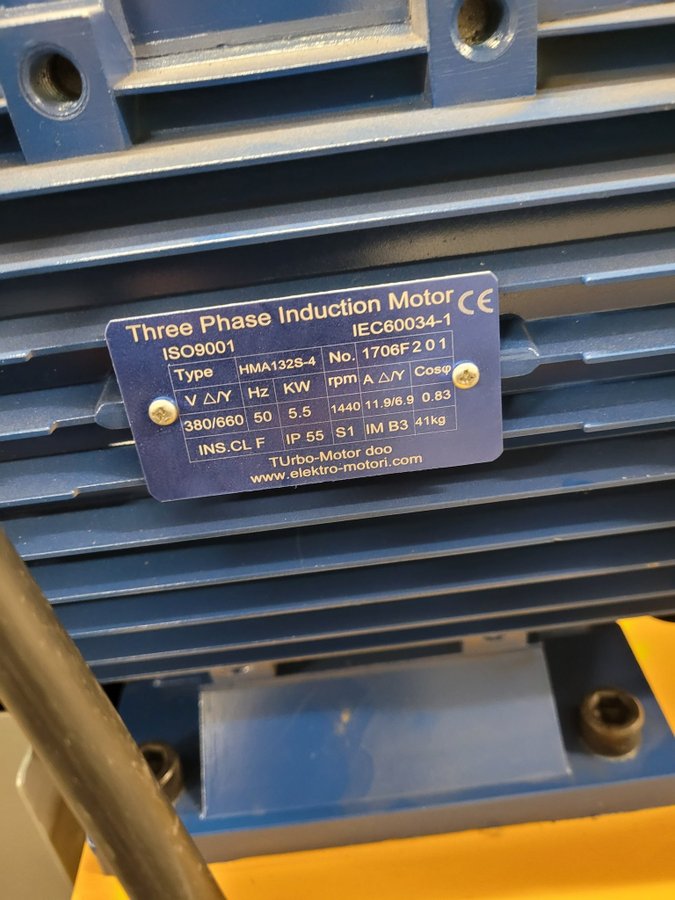 Three Phase Induction Motor CE
ISO9001 IEC60034-1
Type HMA132S-4 No. 1706F201
V △/Y Hz KW rpm A △/Y Cosφ
380/660 50 5.5 1440 11.9/6.9 0.83
INS.CL F IP 55 S1 IM B3 41kg
TUrbo-Motor doo
www.elektro-motori.com